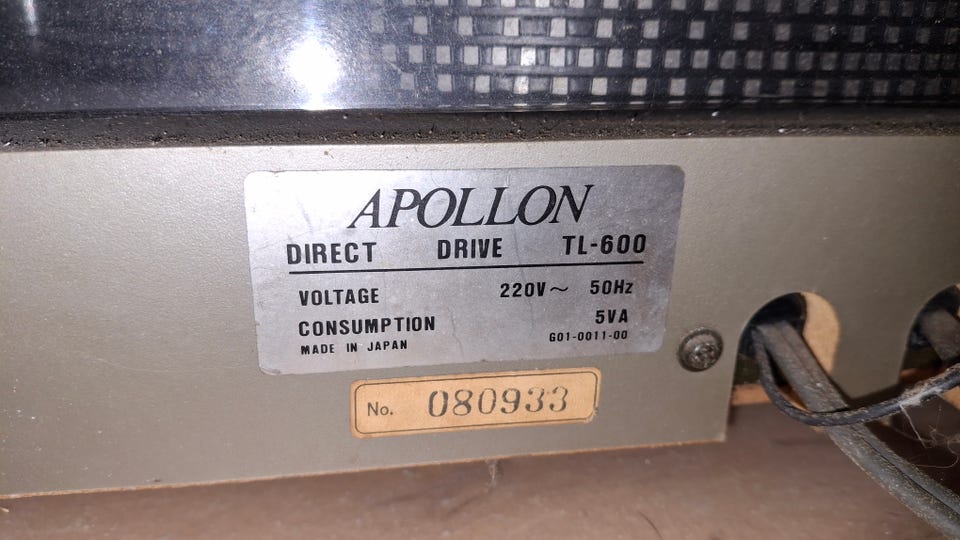 APOLLON
DIRECT DRIVE TL-600
VOLTAGE 220V~ 50Hz
CONSUMPTION 5VA
MADE IN JAPAN G01-0011-00
No. 080933